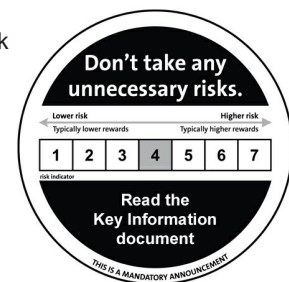 k
Don't take any
unnecessary risks.
Lower risk Higher risk
Typically lower rewards Typically higher rewards
1 2 3 4 5 6 7
risk indicator
Read the
Key Information
document
THIS IS A MANDATORY ANNOUNCEMENT